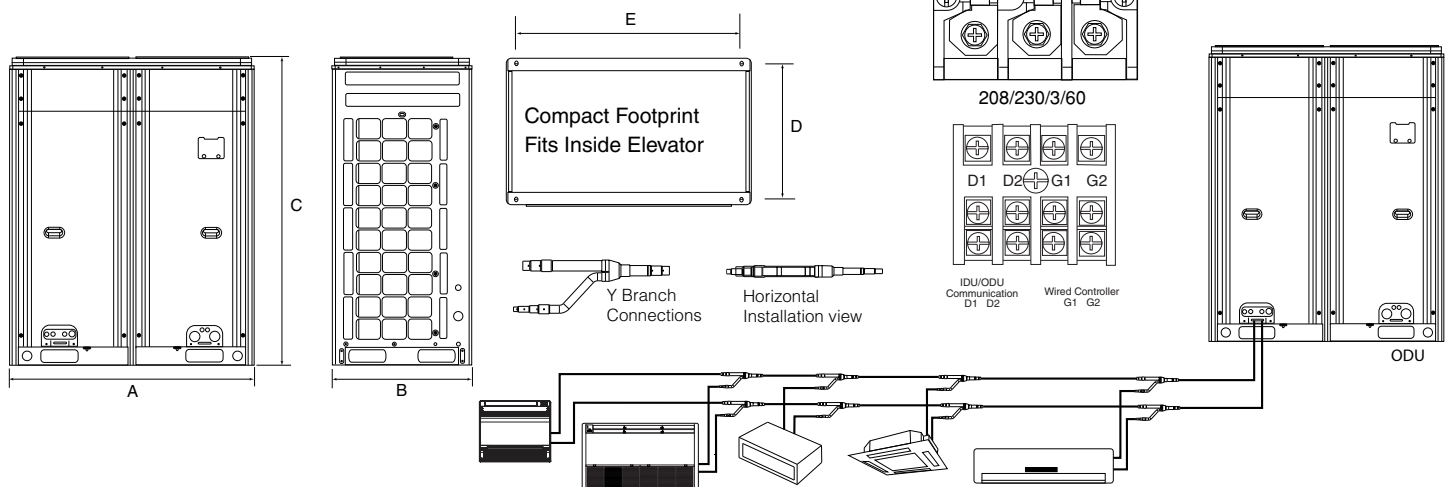 E
Compact Footprint
Fits Inside Elevator
D
C
A
B
Y Branch
Connections
Horizontal
Installation view
208/230/3/60
D1 D2 G1 G2
IDU/ODU
Communication
D1 D2
Wired Controller
G1 G2
ODU